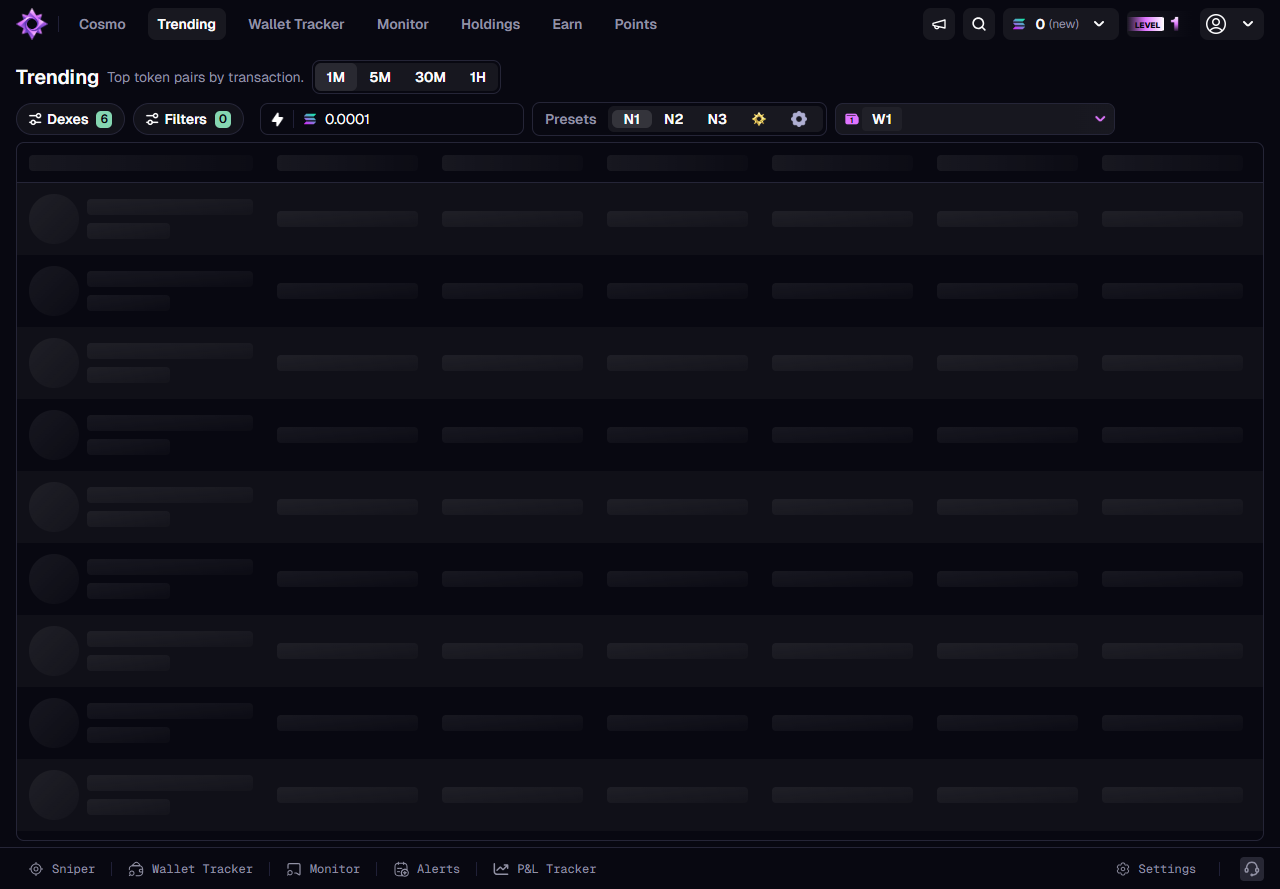 Cosmo Trending Wallet Tracker Monitor Holdings Earn Points 0 (new) LEVEL 1
Trending Top token pairs by transaction. 1M 5M 30M 1H
Dexes 6 Filters 0 0.0001 Presets N1 N2 N3 1 W1
Sniper Wallet Tracker Monitor Alerts P&L Tracker Settings